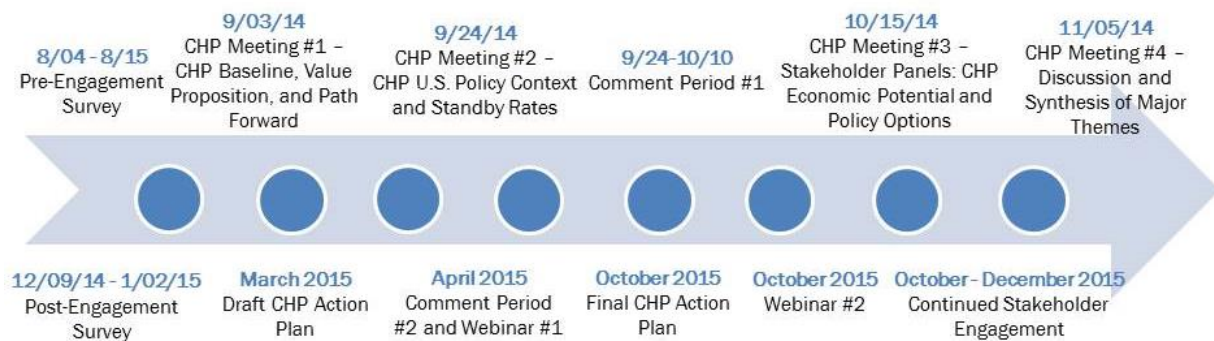 8/04 - 8/15
Pre-Engagement
Survey
9/03/14
CHP Meeting #1 –
CHP Baseline, Value
Proposition, and Path
Forward
9/24/14
CHP Meeting #2 –
CHP U.S. Policy Context
and Standby Rates
9/24-10/10
Comment Period #1
10/15/14
CHP Meeting #3 –
Stakeholder Panels: CHP
Economic Potential and
Policy Options
11/05/14
CHP Meeting #4 –
Discussion and
Synthesis of Major
Themes
12/09/14 - 1/02/15
Post-Engagement
Survey
March 2015
Draft CHP Action
Plan
April 2015
Comment Period
#2 and Webinar #1
October 2015
Final CHP Action
Plan
October 2015
Webinar #2
October - December 2015
Continued Stakeholder
Engagement